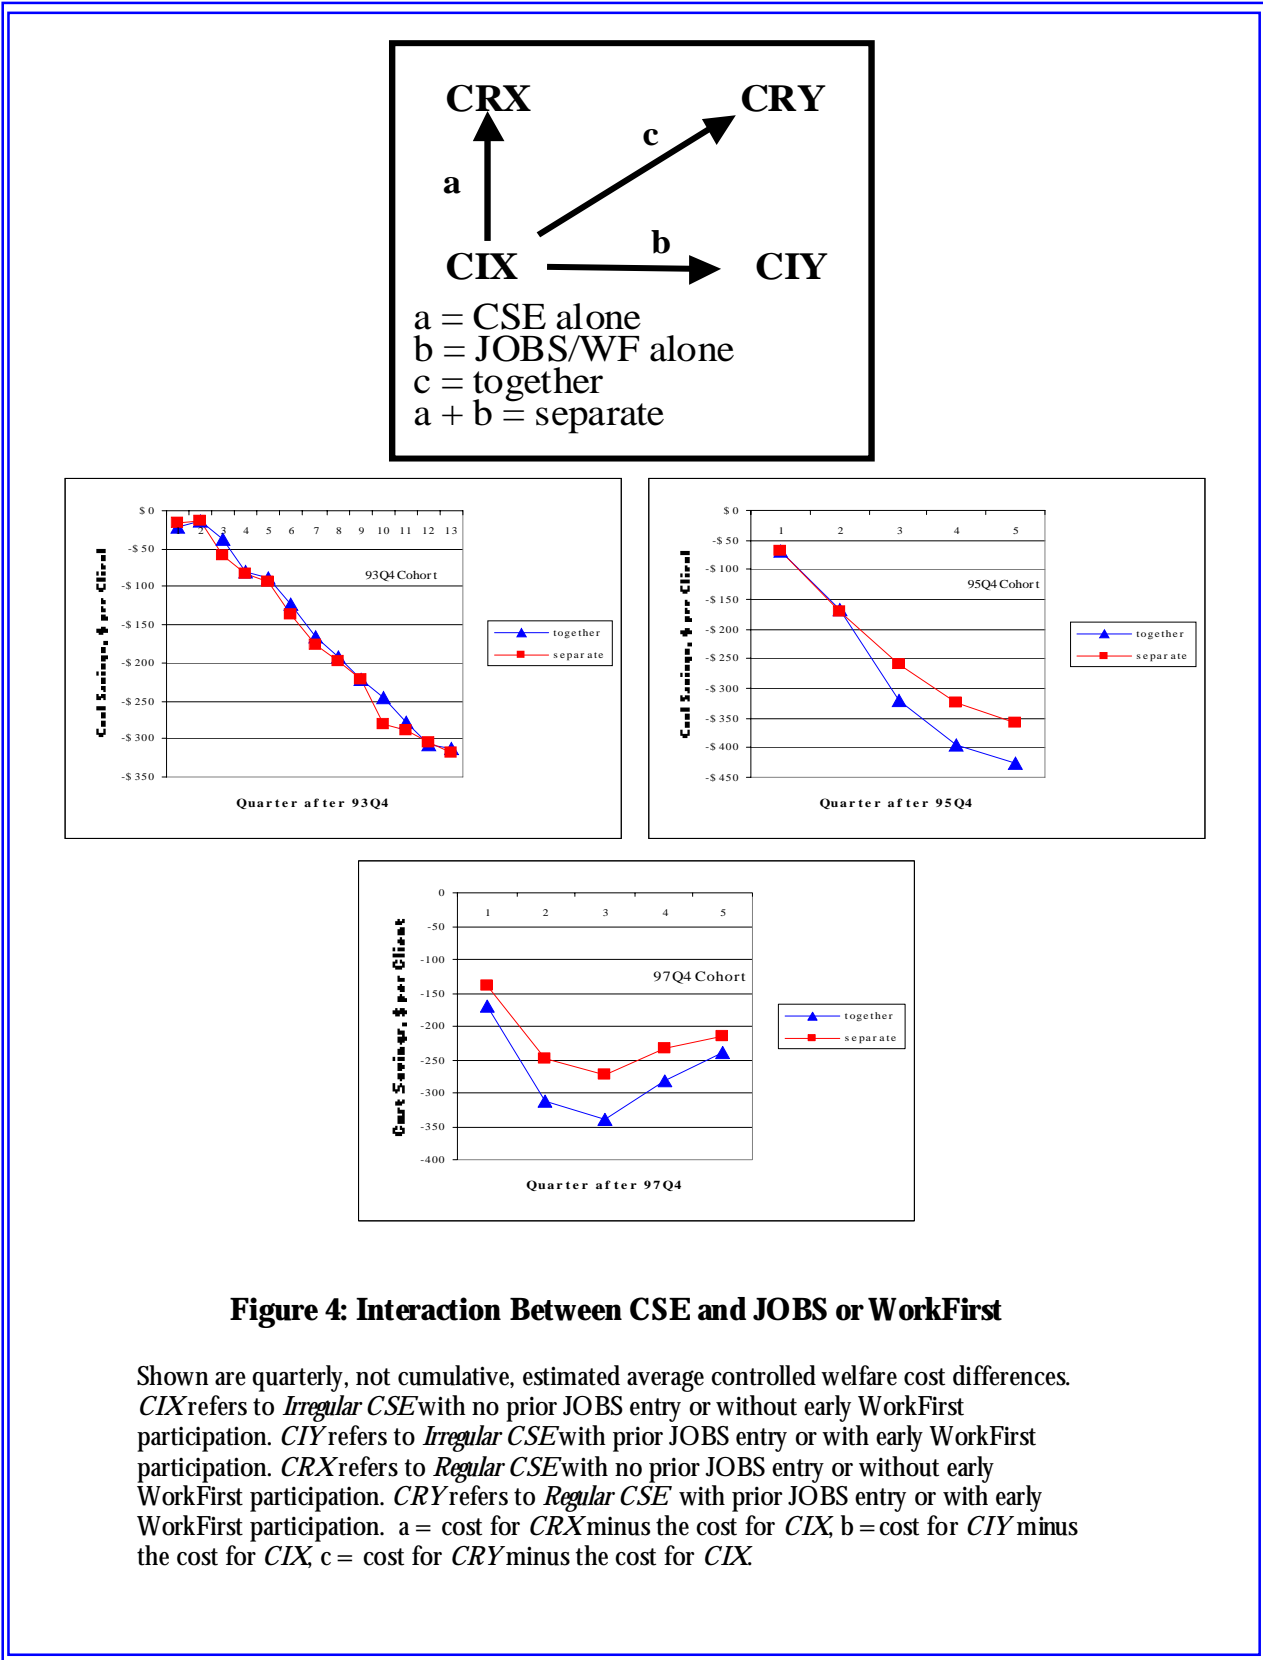 CRX CRY
c
a
b
CIX CIY
a = CSE alone
b = JOBS/WF alone
c = together
a + b = separate
$ 0
-$ 50
-$ 100
-$ 150
-$ 200
-$ 250
-$ 300
-$ 350
1 2 3 4 5 6 7 8 9 10 11 12 13
93Q4 Cohort
Quarter after 93Q4
together
separate
$ 0
-$ 50
-$ 100
-$ 150
-$ 200
-$ 250
-$ 300
-$ 350
-$ 400
-$ 450
1 2 3 4 5
95Q4 Cohort
Quarter after 95Q4
together
separate
Cost Savings, $ per Client
0
-50
-100
-150
-200
-250
-300
-350
-400
1 2 3 4 5
97Q4 Cohort
Quarter after 97Q4
together
separate
Figure 4: Interaction Between CSE and JOBS or WorkFirst
Shown are quarterly, not cumulative, estimated average controlled welfare cost differences.
CIX refers to Irregular CSE with no prior JOBS entry or without early WorkFirst
participation. CIY refers to Irregular CSE with prior JOBS entry or with early WorkFirst
participation. CRX refers to Regular CSE with no prior JOBS entry or without early
WorkFirst participation. CRY refers to Regular CSE with prior JOBS entry or with early
WorkFirst participation. a = cost for CRX minus the cost for CIX, b = cost for CIY minus
the cost for CIX, c = cost for CRY minus the cost for CIX.